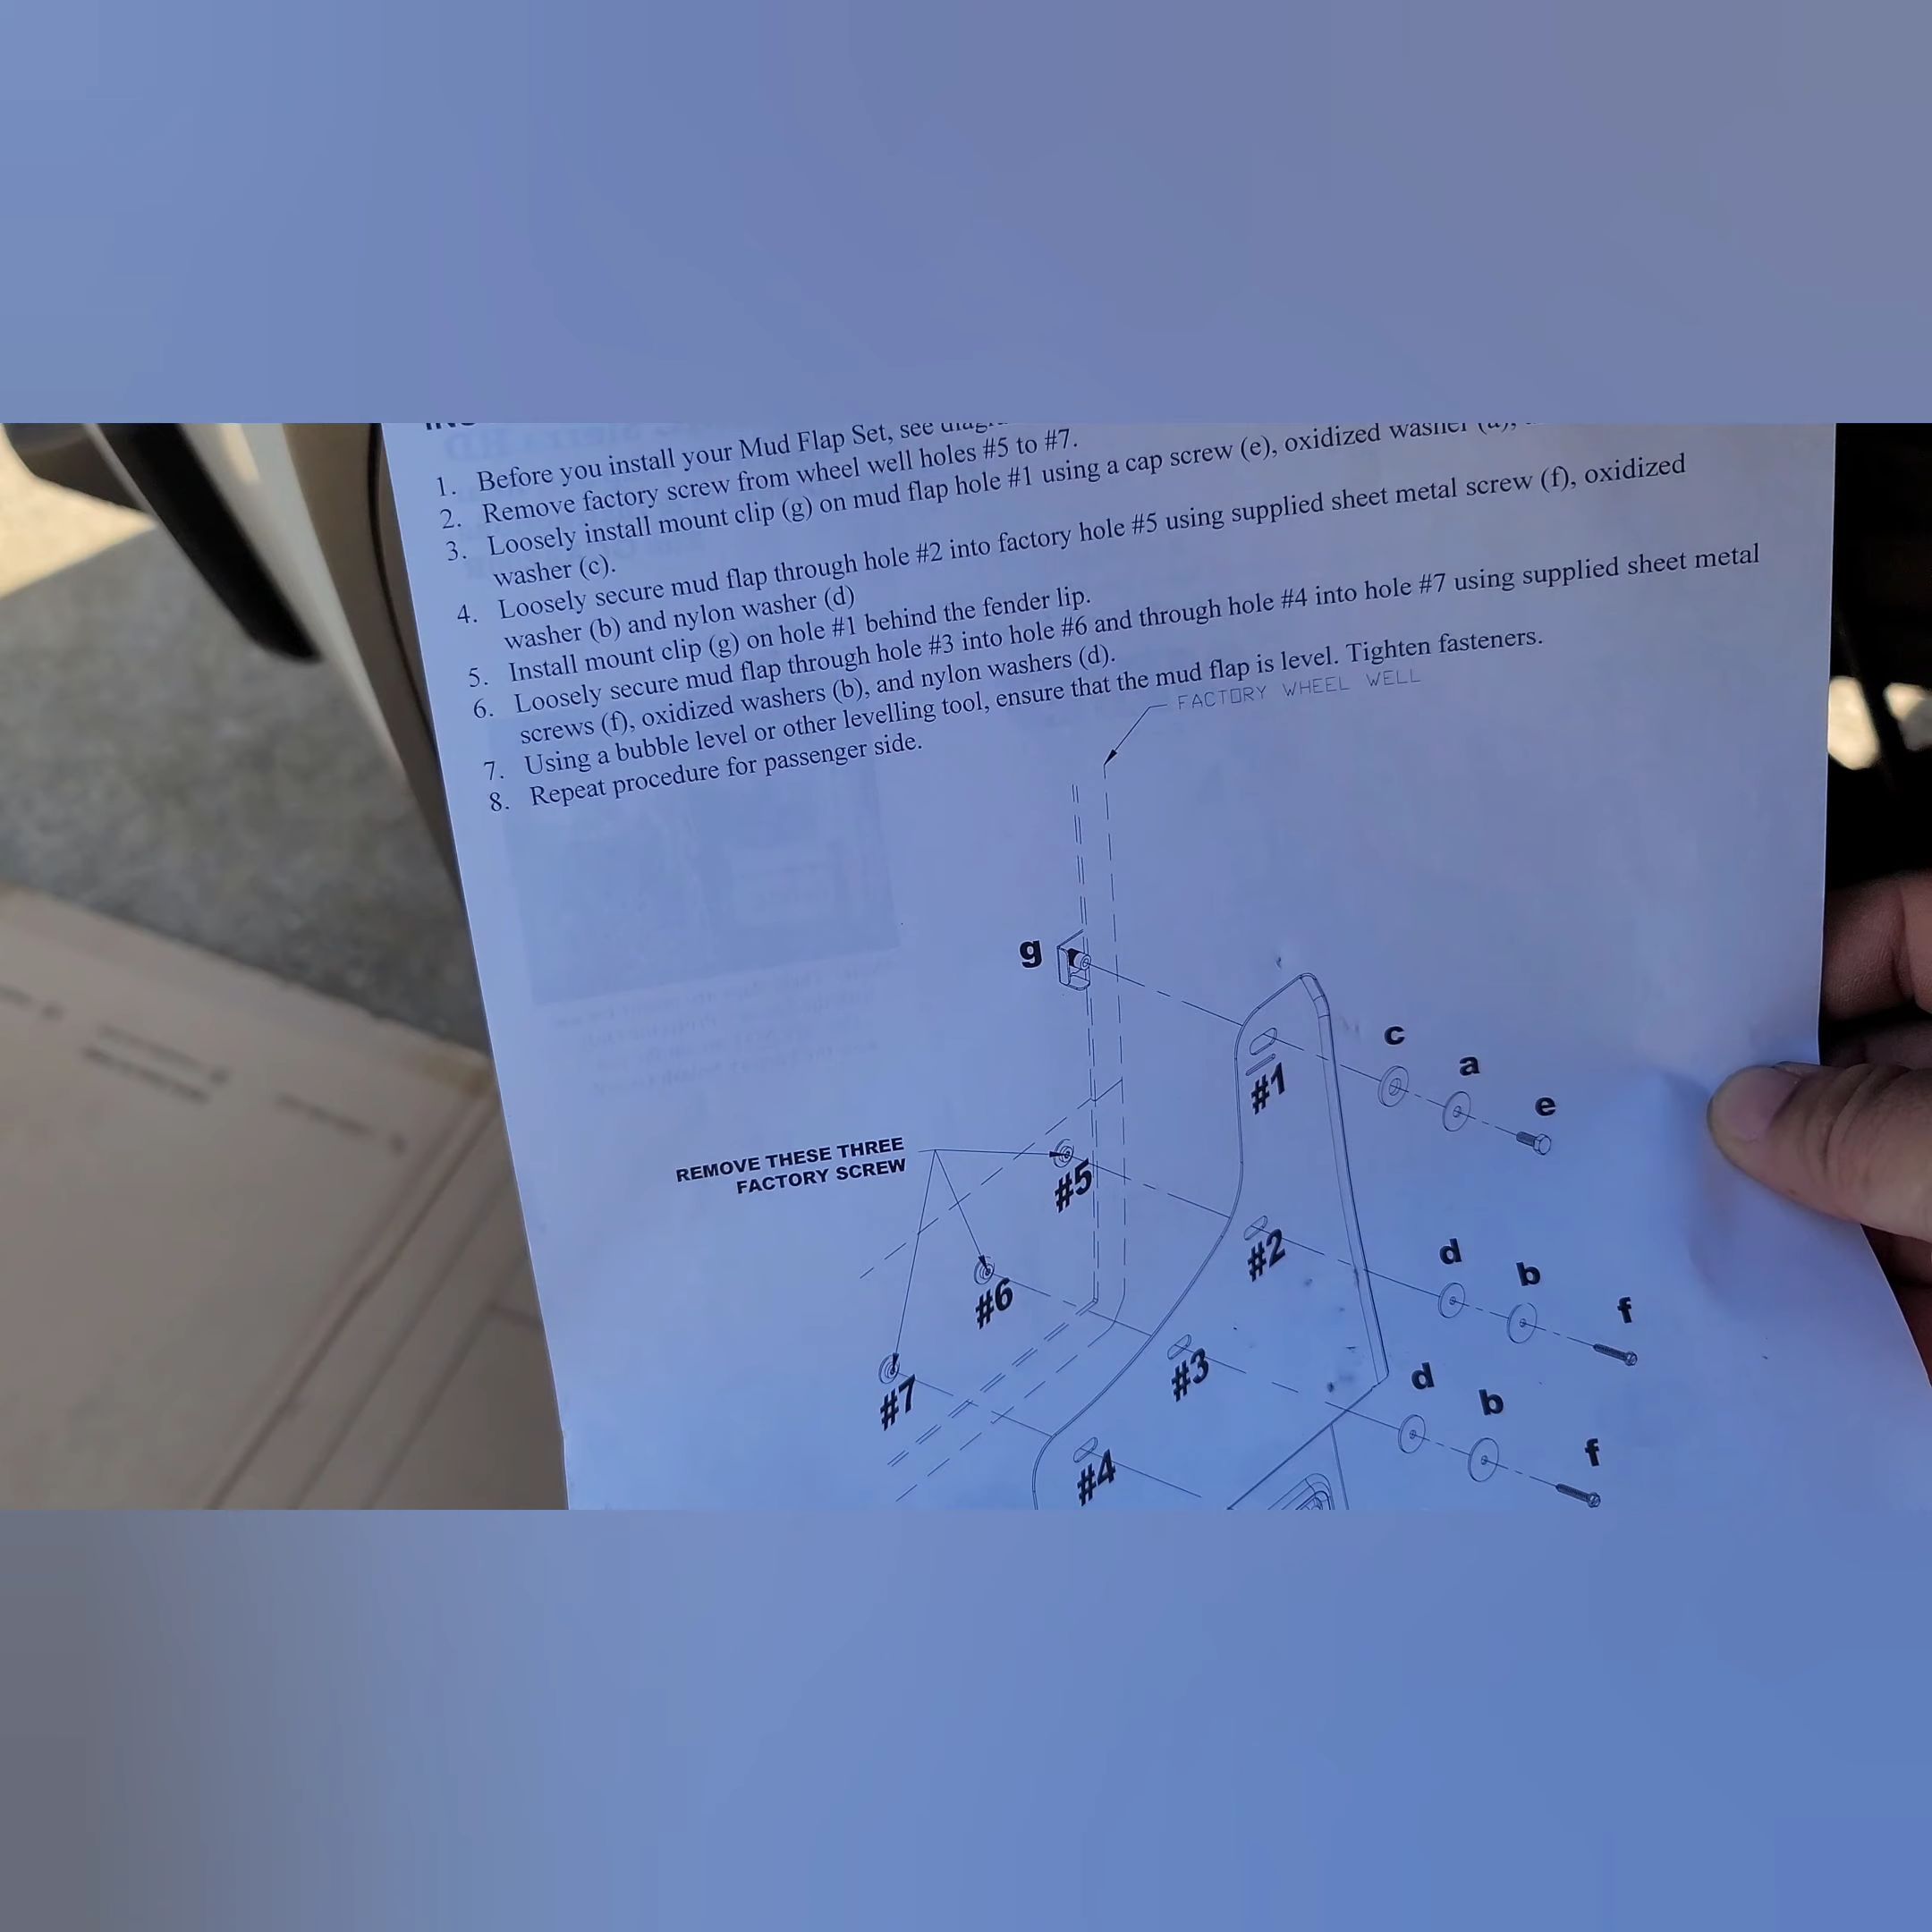 1. Before you install your Mud Flap Set, see
2. Remove factory screw from wheel well holes #5 to #7.
3. Loosely install mount clip (g) on mud flap hole #1 using a cap screw (e), oxidized washer
washer (c).
4. Loosely secure mud flap through hole #2 into factory hole #5 using supplied sheet metal screw (f), oxidized
washer (b) and nylon washer (d)
5. Install mount clip (g) on hole #1 behind the fender lip.
6. Loosely secure mud flap through hole #3 into hole #6 and through hole #4 into hole #7 using supplied sheet metal
screws (f), oxidized washers (b), and nylon washers (d).
7. Using a bubble level or other levelling tool, ensure that the mud flap is level. Tighten fasteners.
8. Repeat procedure for passenger side.
FACTORY WHEEL WELL
g
#1
c
a
e
REMOVE THESE THREE
FACTORY SCREW
#5
#6
#7
#2
d
b
f
#3
d
b
f
#4